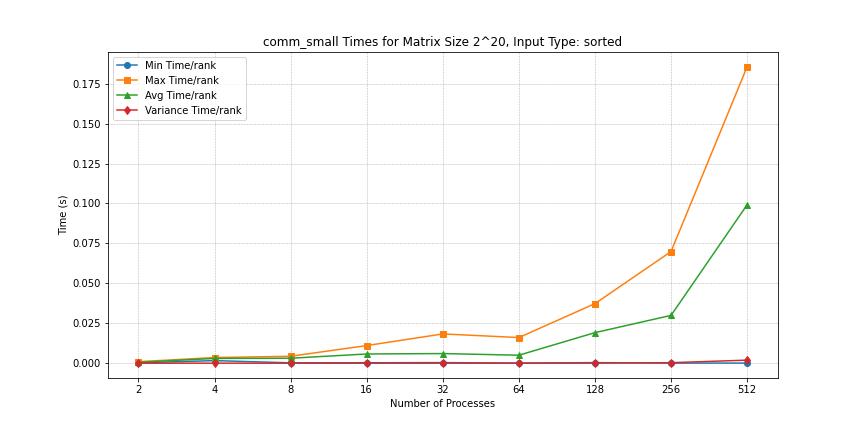 comm_small Times for Matrix Size 2^20, Input Type: sorted
Min Time/rank
Max Time/rank
Avg Time/rank
Variance Time/rank
Time (s)
0.175
0.150
0.125
0.100
0.075
0.050
0.025
0.000
2 4 8 16 32 64 128 256 512
Number of Processes